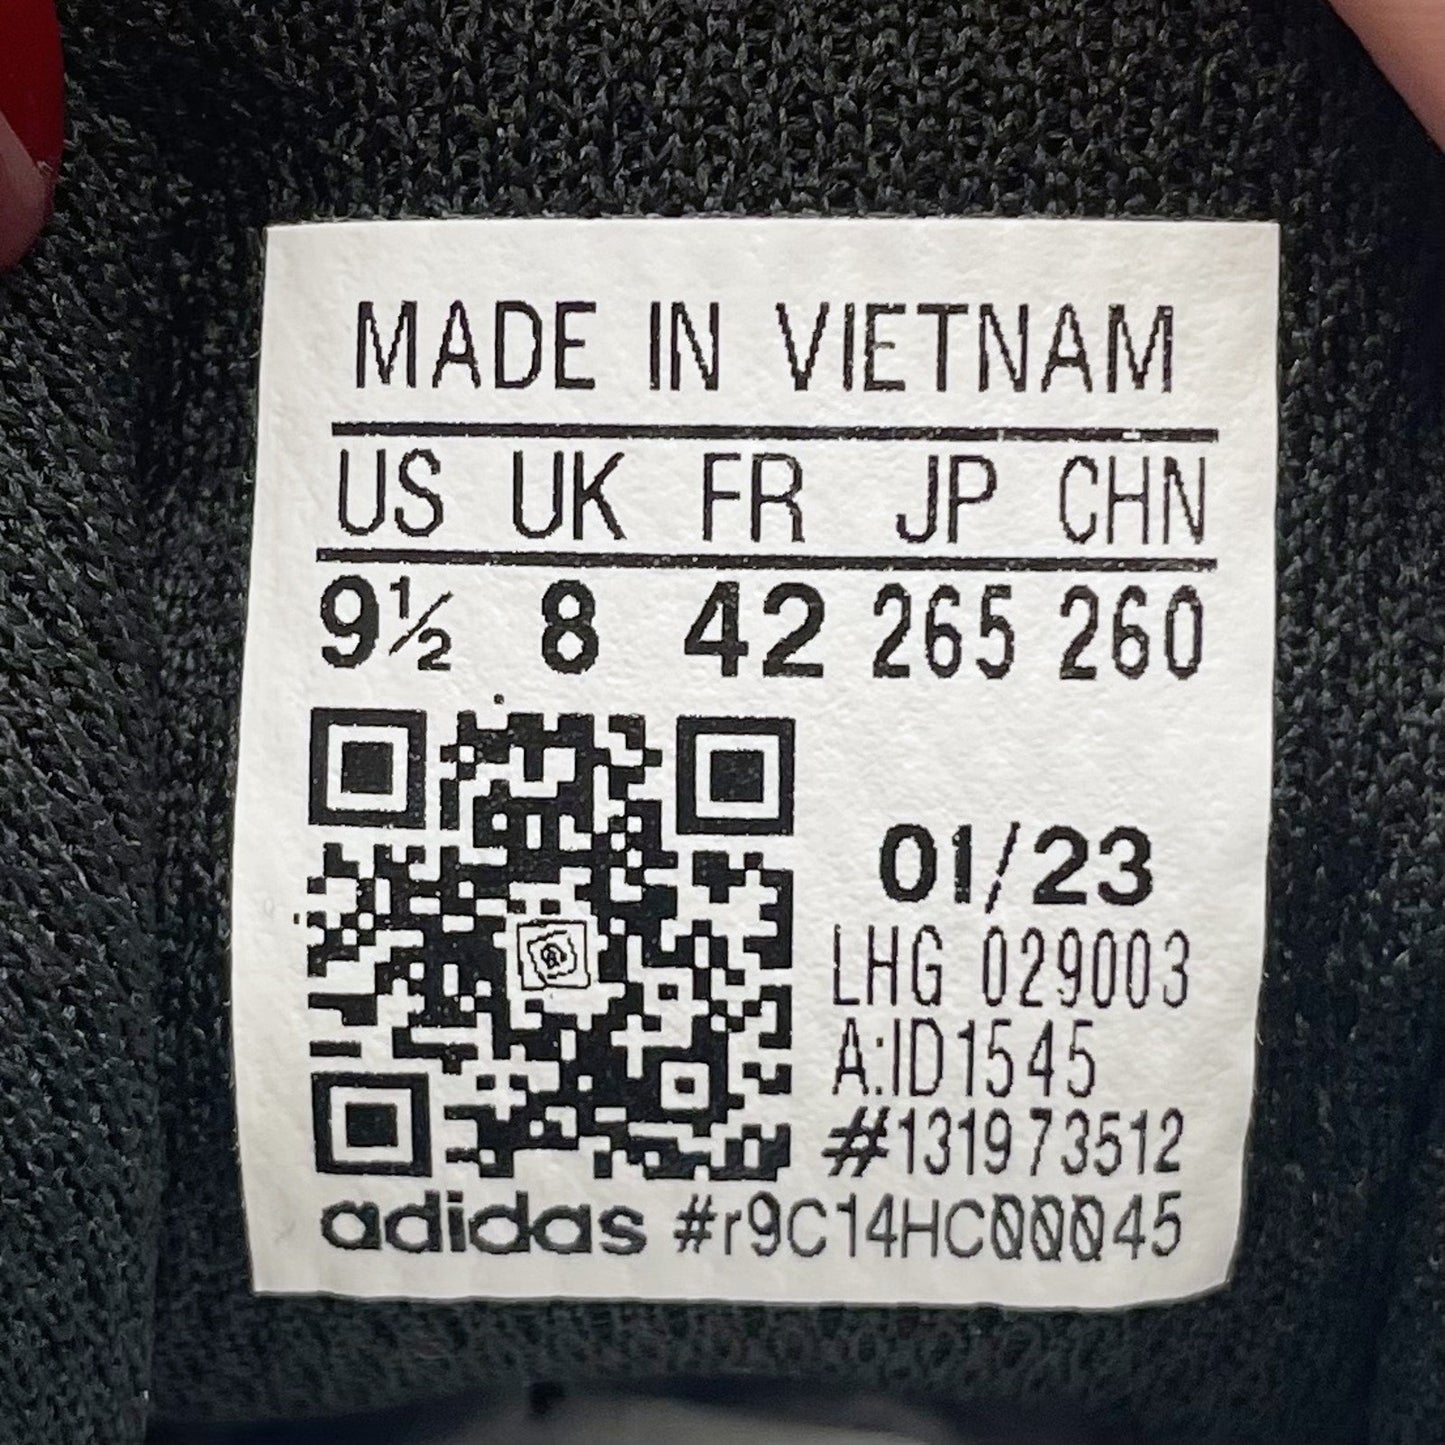 MADE IN VIETNAM
US UK FR JP CHN
9½ 8 42 265 260
01/23
LHG 029003
A:ID1545
#131973512
adidas #r9C14HC00045